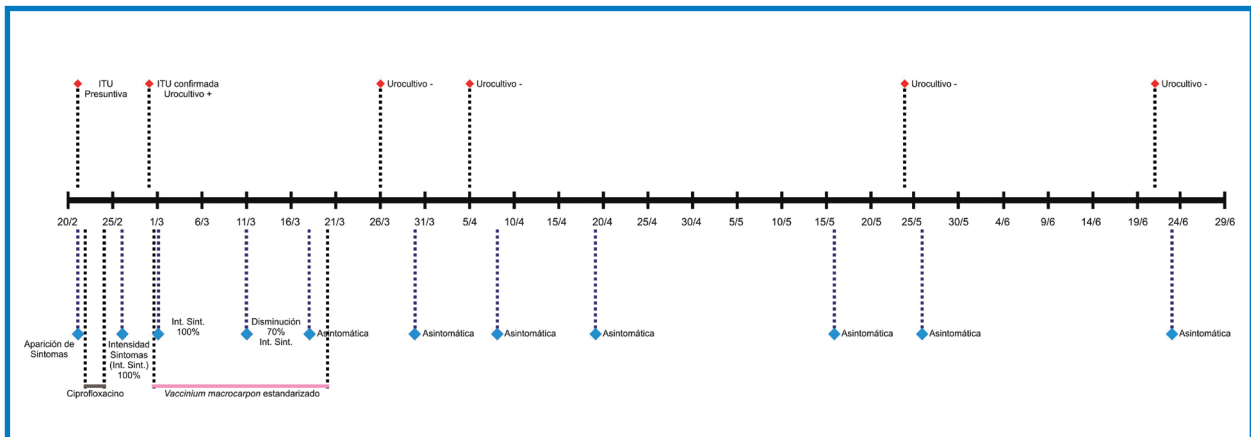 ITU
Presuntiva
ITU confirmada
Urocultivo +
Urocultivo -
Urocultivo -
Urocultivo -
Urocultivo -
20/2
25/2
1/3
6/3
11/3
16/3
21/3
26/3
31/3
5/4
10/4
15/4
20/4
25/4
30/4
5/5
10/5
15/5
20/5
25/5
30/5
4/6
9/6
19/6
24/6
29/6
Aparición de
Sintomas
Intensidad
Sintomas
(Int. Sint.)
100%
Int. Sint.
100%
Disminución
70%
Int. Sint.
Asintomática
Asintomática
Asintomática
Asintomática
Asintomática
Asintomática
Asintomática
Ciprofloxacino
Vaccinium macrocarpon estandarizado